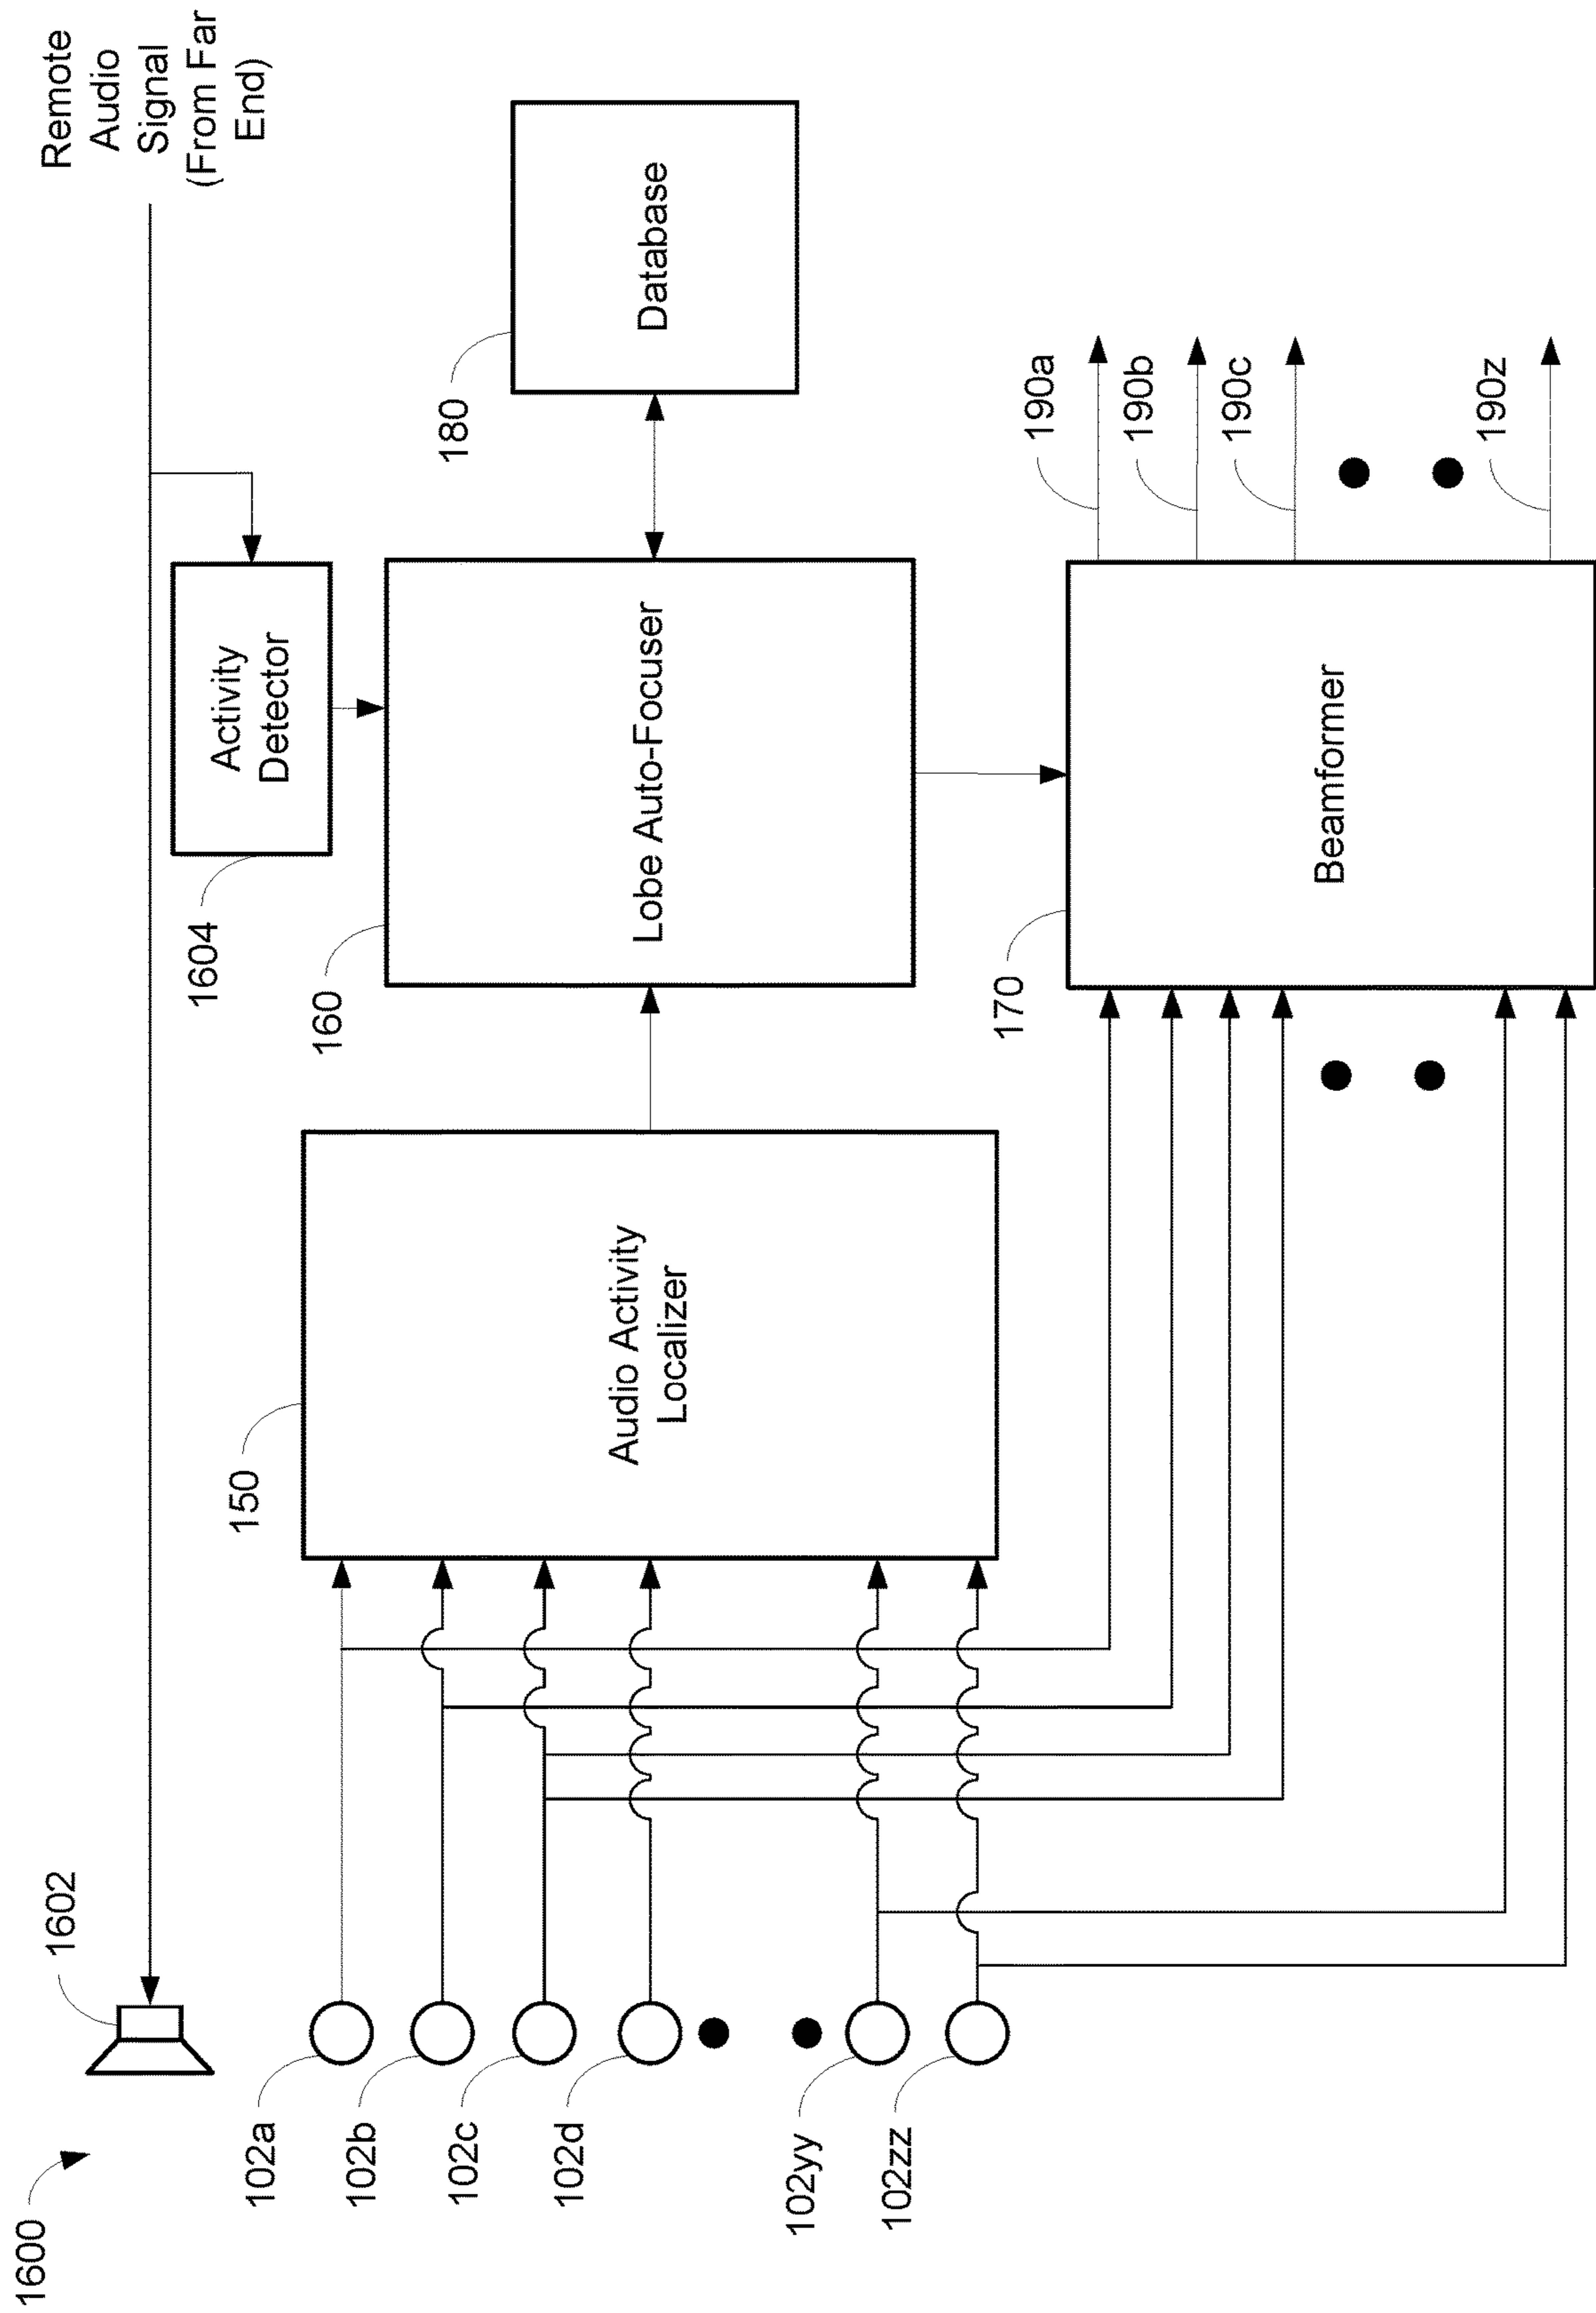 1600
1602
Remote
Audio
Signal
(From Far
End)
1604
Activity
Detector
102a
102b
102c
102d
102yy
102zz
150
Audio Activity
Localizer
160
Lobe Auto-Focuser
180
Database
170
Beamformer
190a
190b
190c
190z